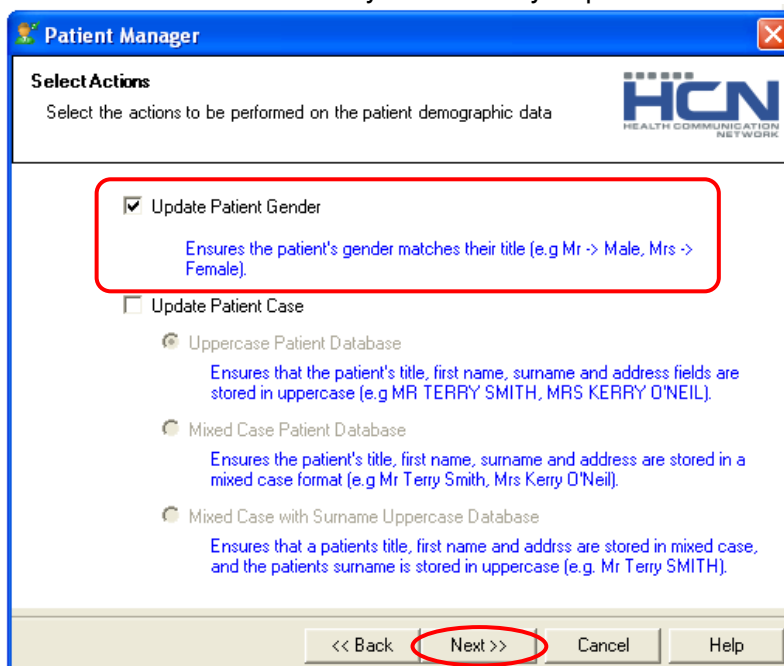 Patient Manager
Select Actions
Select the actions to be performed on the patient demographic data
HCN
HEALTH COMMUNICATION
NETWORK
Update Patient Gender
Ensures the patient's gender matches their title (e.g Mr -> Male, Mrs ->
Female).
Update Patient Case
Uppercase Patient Database
Ensures that the patient's title, first name, surname and address fields are
stored in uppercase (e.g MR TERRY SMITH, MRS KERRY O'NEIL).
Mixed Case Patient Database
Ensures the patient's title, first name, surname and address are stored in a
mixed case format (e.g Mr Terry Smith, Mrs Kerry O'Neil).
Mixed Case with Surname Uppercase Database
Ensures that a patients title, first name and addrss are stored in mixed case,
and the patients surname is stored in uppercase (e.g. Mr Terry SMITH).
<< Back Next >> Cancel Help